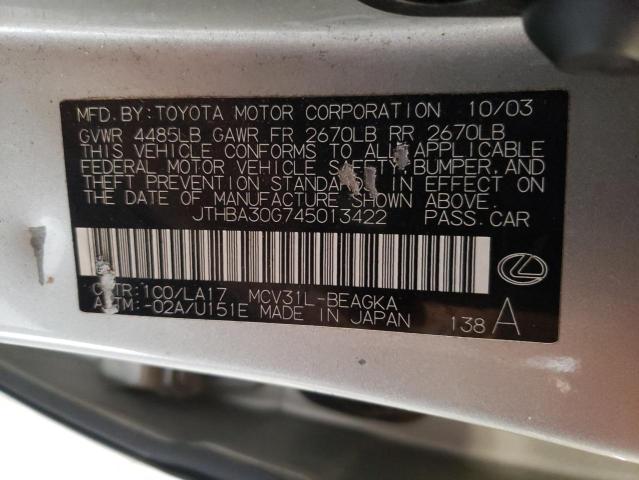 MFD. BY: TOYOTA MOTOR CORPORATION 10/03
GVWR 4485LB GAWR FR 2670LB RR 2670LB
THIS VEHICLE CONFORMS TO ALL APPLICABLE
FEDERAL MOTOR VEHICLE SAFETY, BUMPER, AND
THEFT PREVENTION STANDARDS IN EFFECT ON
THE DATE OF MANUFACTURE SHOWN ABOVE.
JTHBA30G745013422 PASS. CAR
C/TR: 1C0/LA17 MCV31L-BEAGKA
A/TM: -02A/U151E MADE IN JAPAN 138 A